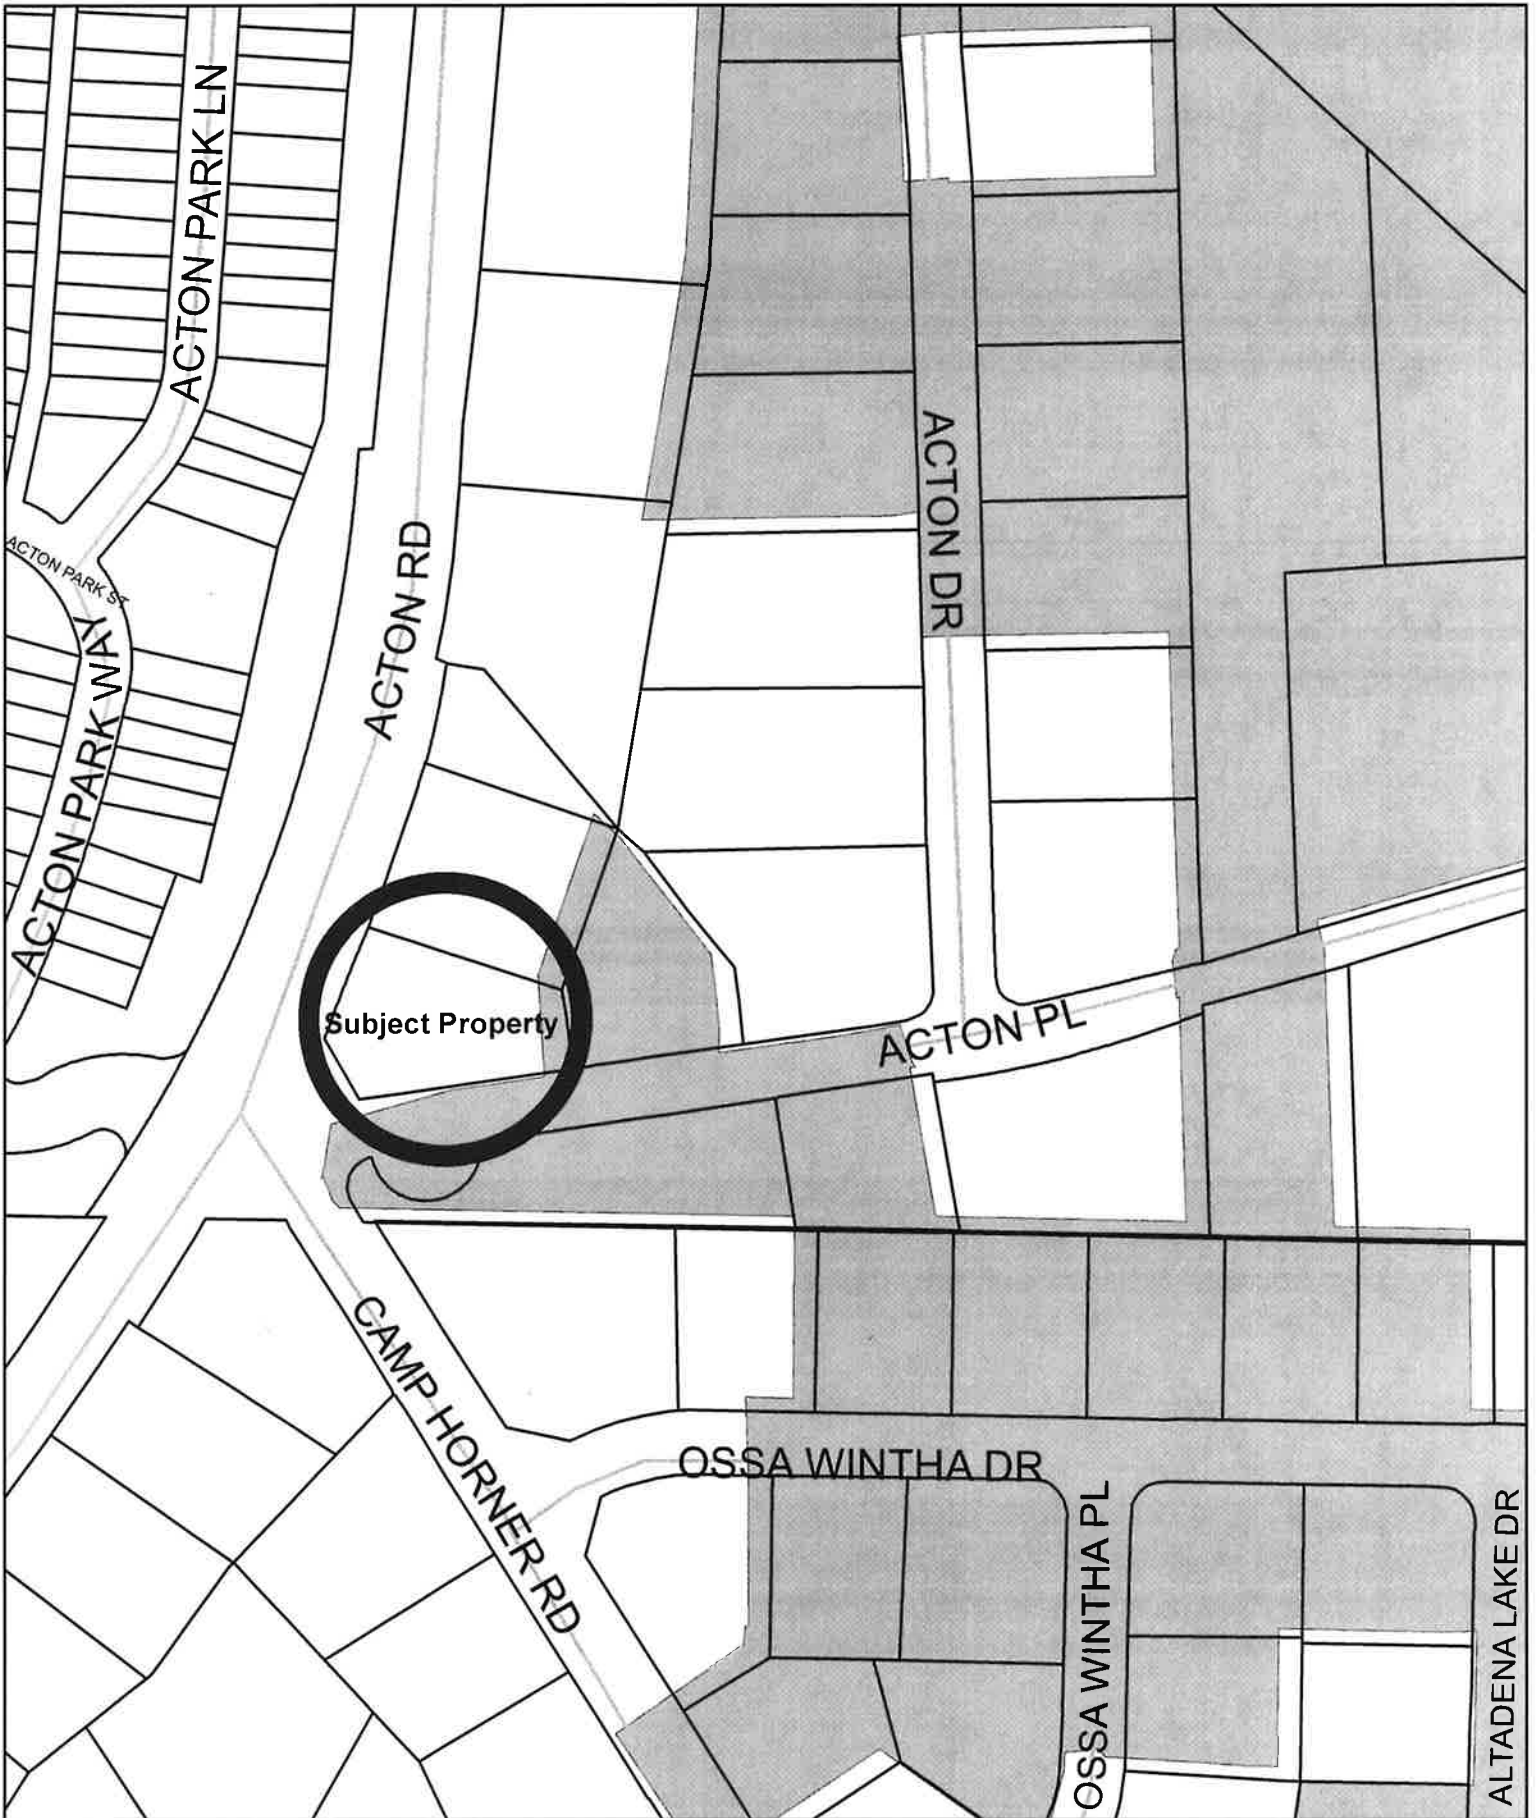 ACTON PARK LN
ACTON DR
ACTON RD
ACTON PARK ST
ACTON PARK WAY
Subject Property
ACTON PL
CAMP HORNER RD
OSSA WINTHA DR
OSSA WINTHA PL
ALTADENA LAKE DR